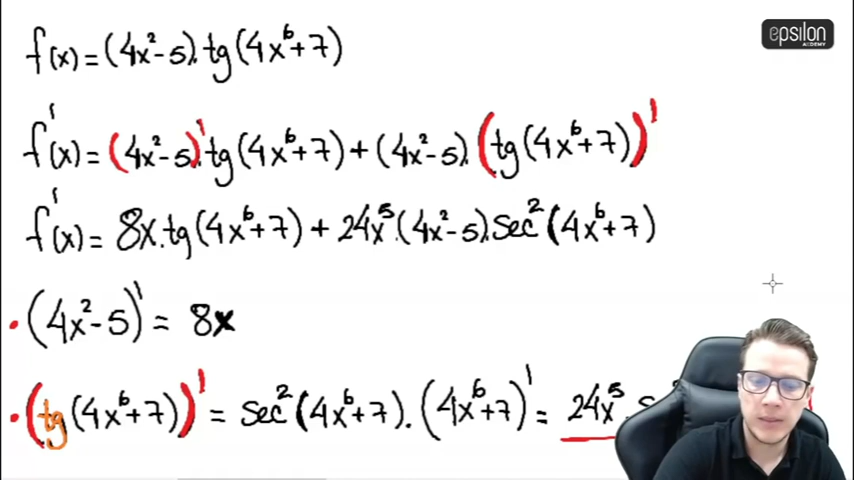 epsilon
ACADEMY
f(x) = (4x²-5).tg(4x⁶+7)
f'(x) = (4x²-5)'.tg(4x⁶+7) + (4x²-5).(tg(4x⁶+7))'
f'(x) = 8x.tg(4x⁶+7) + 24x⁵.(4x²-5).sec²(4x⁶+7)
• (4x²-5)' = 8x
• (tg(4x⁶+7))' = sec²(4x⁶+7).(4x⁶+7)' = 24x⁵.